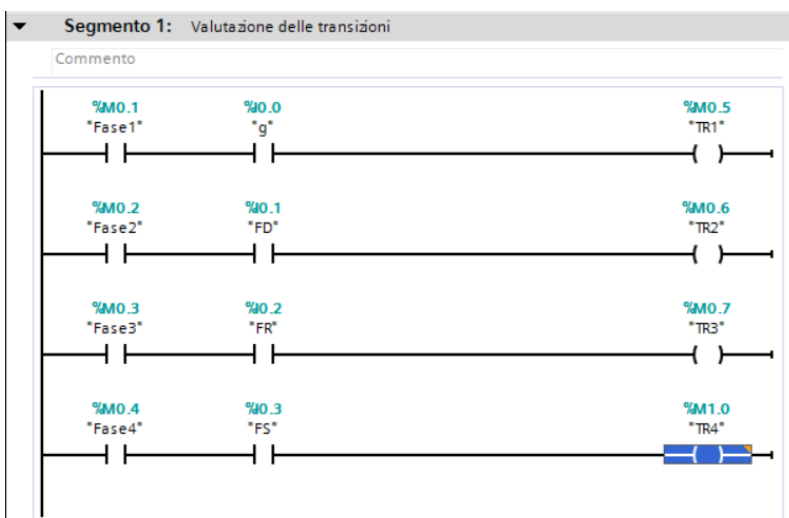 Segmento 1: Valutazione delle transizioni
Commento
%M0.1 %I0.0 %M0.5
"Fase1" "g" "TR1"
%M0.2 %I0.1 %M0.6
"Fase2" "FD" "TR2"
%M0.3 %I0.2 %M0.7
"Fase3" "FR" "TR3"
%M0.4 %I0.3 %M1.0
"Fase4" "FS" "TR4"